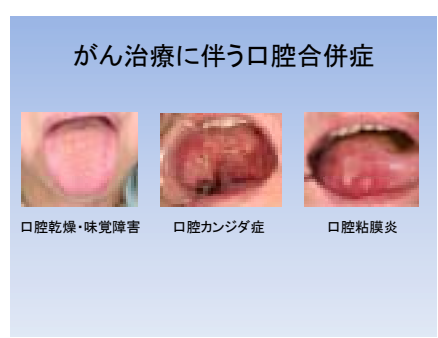 がん治療に伴う口腔合併症
口腔乾燥・味覚障害
口腔カンジダ症
口腔粘膜炎